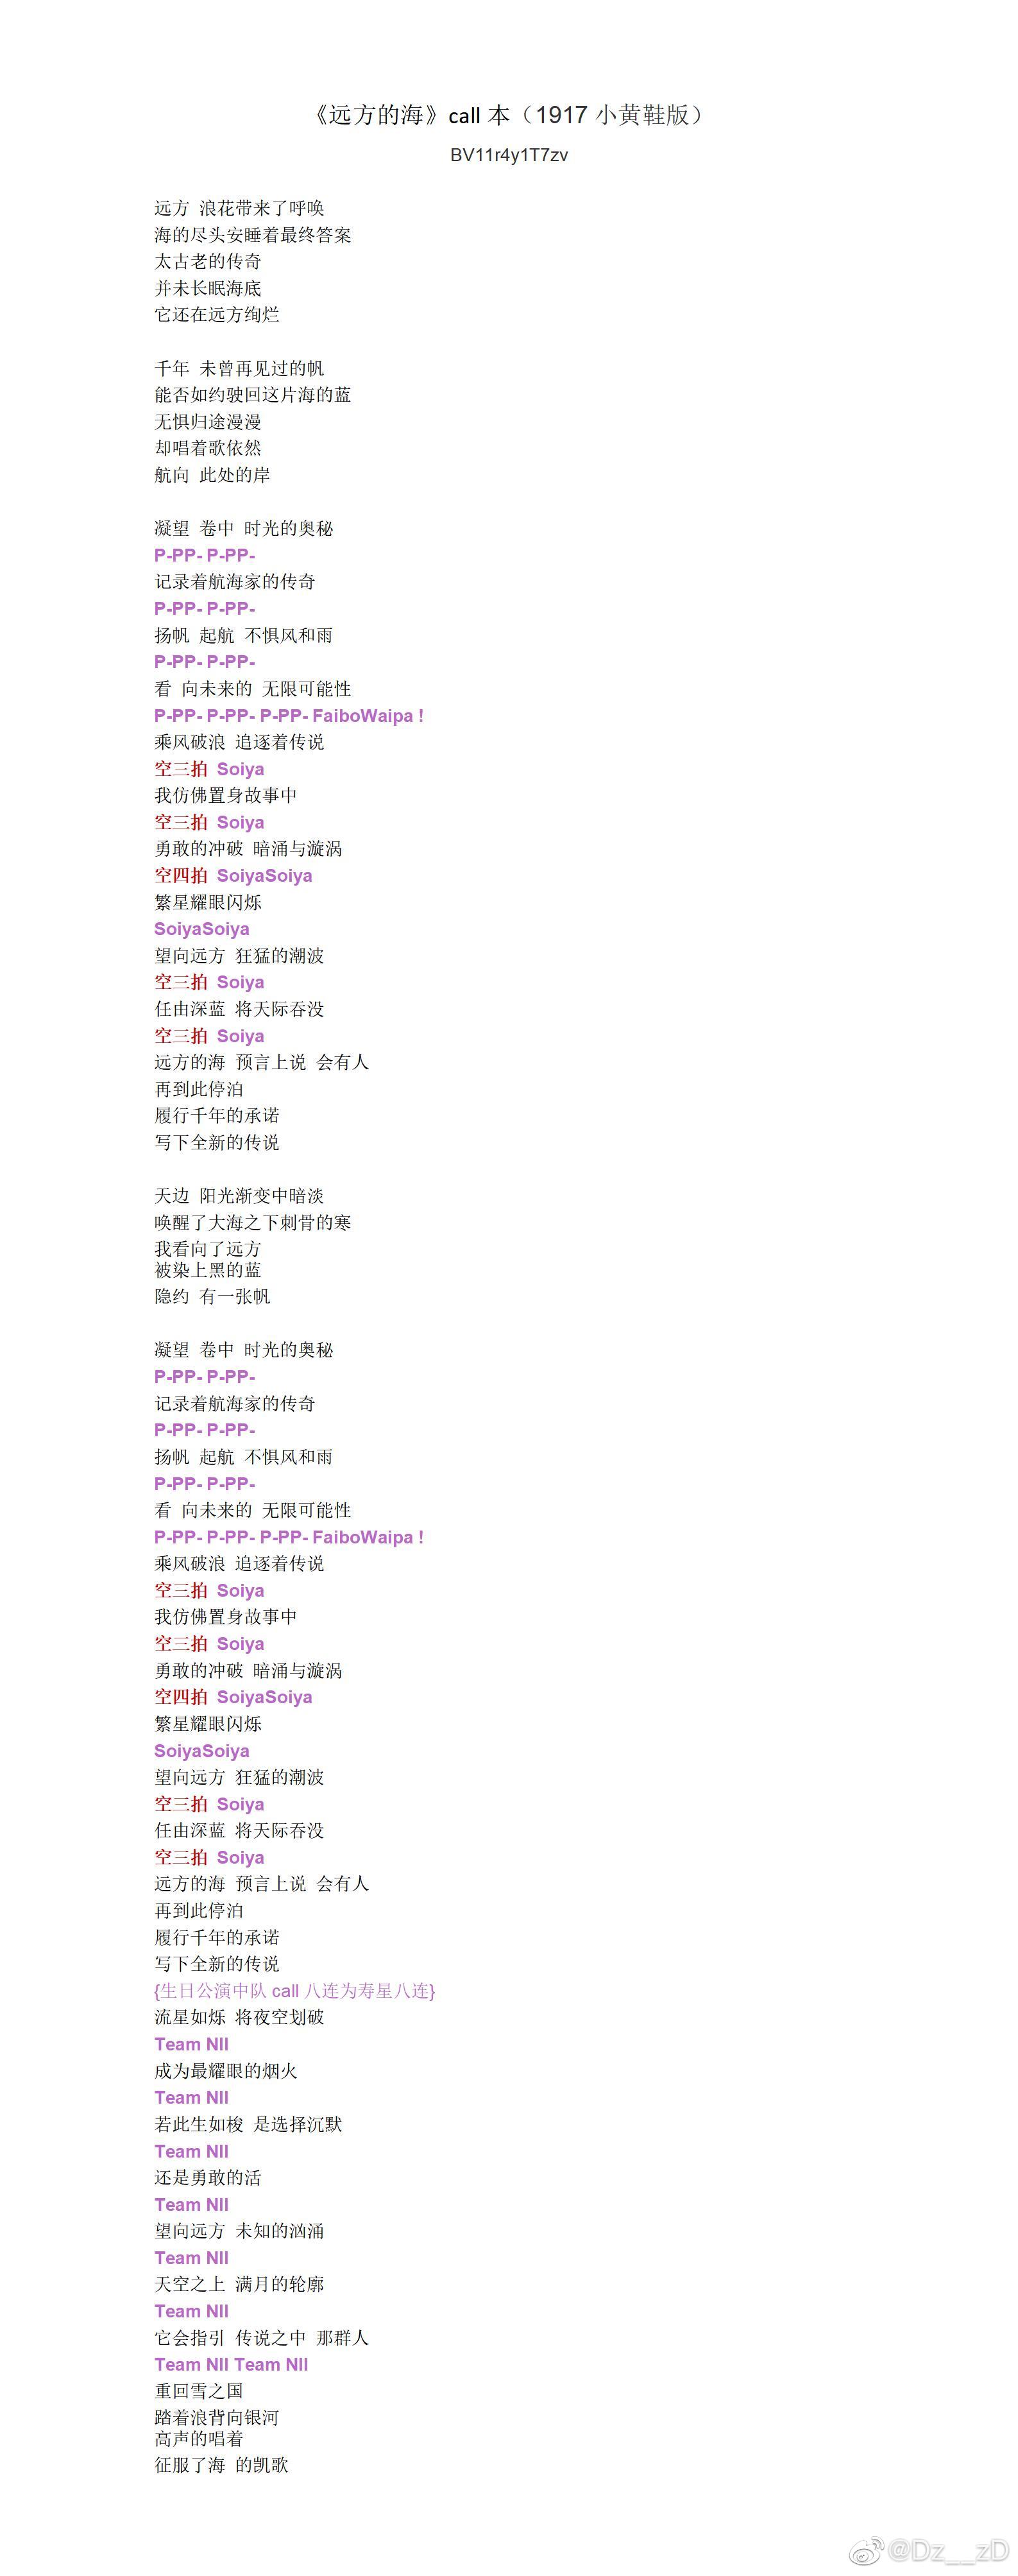 《远方的海》call 本（1917 小黄鞋版）
BV11r4y1T7zv
远方 浪花带来了呼唤
海的尽头安睡着最终答案
太古老的传奇
并未长眠海底
它还在远方绚烂
千年 未曾再见过的帆
能否如约驶回这片海的蓝
无惧归途漫漫
却唱着歌依然
航向 此处的岸
凝望 卷中 时光的奥秘
P-PP- P-PP-
记录着航海家的传奇
P-PP- P-PP-
扬帆 起航 不惧风和雨
P-PP- P-PP-
看 向未来的 无限可能性
P-PP- P-PP- P-PP- FaiboWaipa !
乘风破浪 追逐着传说
空三拍 Soiya
我仿佛置身故事中
空三拍 Soiya
勇敢的冲破 暗涌与漩涡
空四拍 SoiyaSoiya
繁星耀眼闪烁
SoiyaSoiya
望向远方 狂猛的潮波
空三拍 Soiya
任由深蓝 将天际吞没
空三拍 Soiya
远方的海 预言上说 会有人
再到此停泊
履行千年的承诺
写下全新的传说
天边 阳光渐变中暗淡
唤醒了大海之下刺骨的寒
我看向了远方
被染上黑的蓝
隐约 有一张帆
凝望 卷中 时光的奥秘
P-PP- P-PP-
记录着航海家的传奇
P-PP- P-PP-
扬帆 起航 不惧风和雨
P-PP- P-PP-
看 向未来的 无限可能性
P-PP- P-PP- P-PP- FaiboWaipa !
乘风破浪 追逐着传说
空三拍 Soiya
我仿佛置身故事中
空三拍 Soiya
勇敢的冲破 暗涌与漩涡
空四拍 SoiyaSoiya
繁星耀眼闪烁
SoiyaSoiya
望向远方 狂猛的潮波
空三拍 Soiya
任由深蓝 将天际吞没
空三拍 Soiya
远方的海 预言上说 会有人
再到此停泊
履行千年的承诺
写下全新的传说
{生日公演中队 call 八连为寿星八连}
流星如烁 将夜空划破
Team NII
成为最耀眼的烟火
Team NII
若此生如梭 是选择沉默
Team NII
还是勇敢的活
Team NII
望向远方 未知的汹涌
Team NII
天空之上 满月的轮廓
Team NII
它会指引 传说之中 那群人
Team NII Team NII
重回雪之国
踏着浪背向银河
高声的唱着
征服了海 的凯歌
@Dz__zD